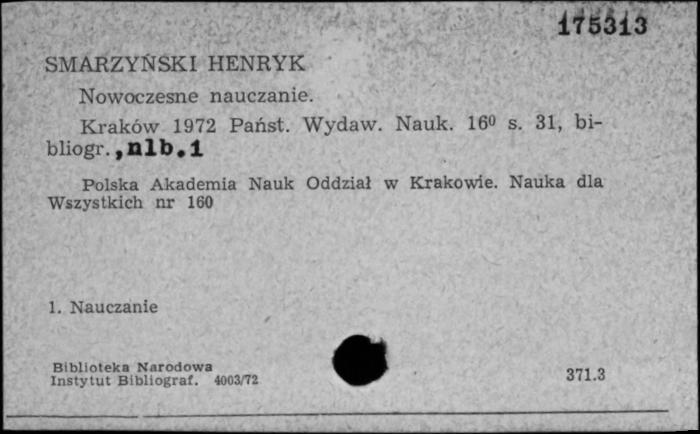 175313
SMARZYŃSKI HENRYK
Nowoczesne nauczanie.
Kraków 1972 Państ. Wydaw. Nauk. 16⁰ s. 31, bi-
bliogr. , nlb. 1
Polska Akademia Nauk Oddział w Krakowie. Nauka dla
Wszystkich nr 160
1. Nauczanie
Biblioteka Narodowa
Instytut Bibliograf. 4003/72
371.3